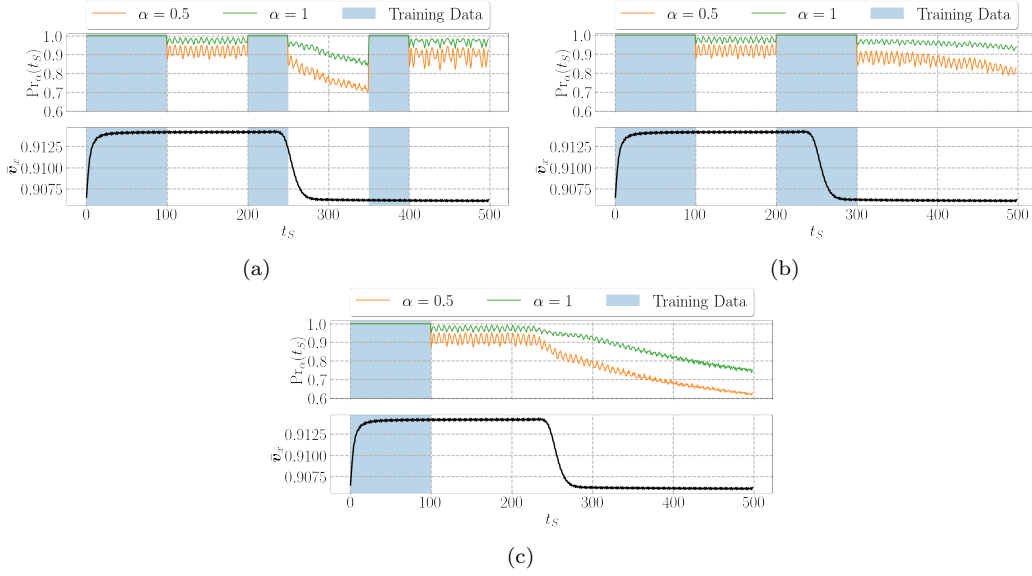 α = 0.5 α = 1 Training Data
1.0
0.9
0.8
0.7
0.6
Pr_α(t_S)
0.9125
0.9100
0.9075
v̄_x
0 100 200 300 400 500
t_S
(a)
α = 0.5 α = 1 Training Data
1.0
0.9
0.8
0.7
0.6
Pr_α(t_S)
0.9125
0.9100
0.9075
v̄_x
0 100 200 300 400 500
t_S
(b)
α = 0.5 α = 1 Training Data
1.0
0.9
0.8
0.7
0.6
Pr_α(t_S)
0.9125
0.9100
0.9075
v̄_x
0 100 200 300 400 500
t_S
(c)